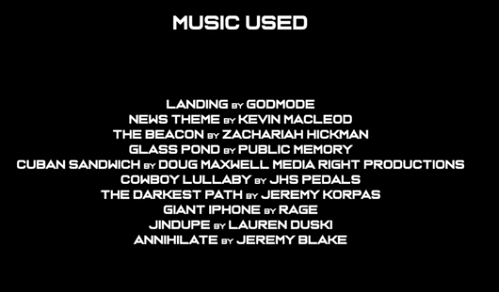 MUSIC USED
LANDING BY GODMODE
NEWS THEME BY KEVIN MACLEOD
THE BEACON BY ZACHARIAH HICKMAN
GLASS POND BY PUBLIC MEMORY
CUBAN SANDWICH BY DOUG MAXWELL MEDIA RIGHT PRODUCTIONS
COWBOY LULLABY BY JHS PEDALS
THE DARKEST PATH BY JEREMY KORPAS
GIANT IPHONE BY RAGE
JINDUPE BY LAUREN DUSKI
ANNIHILATE BY JEREMY BLAKE